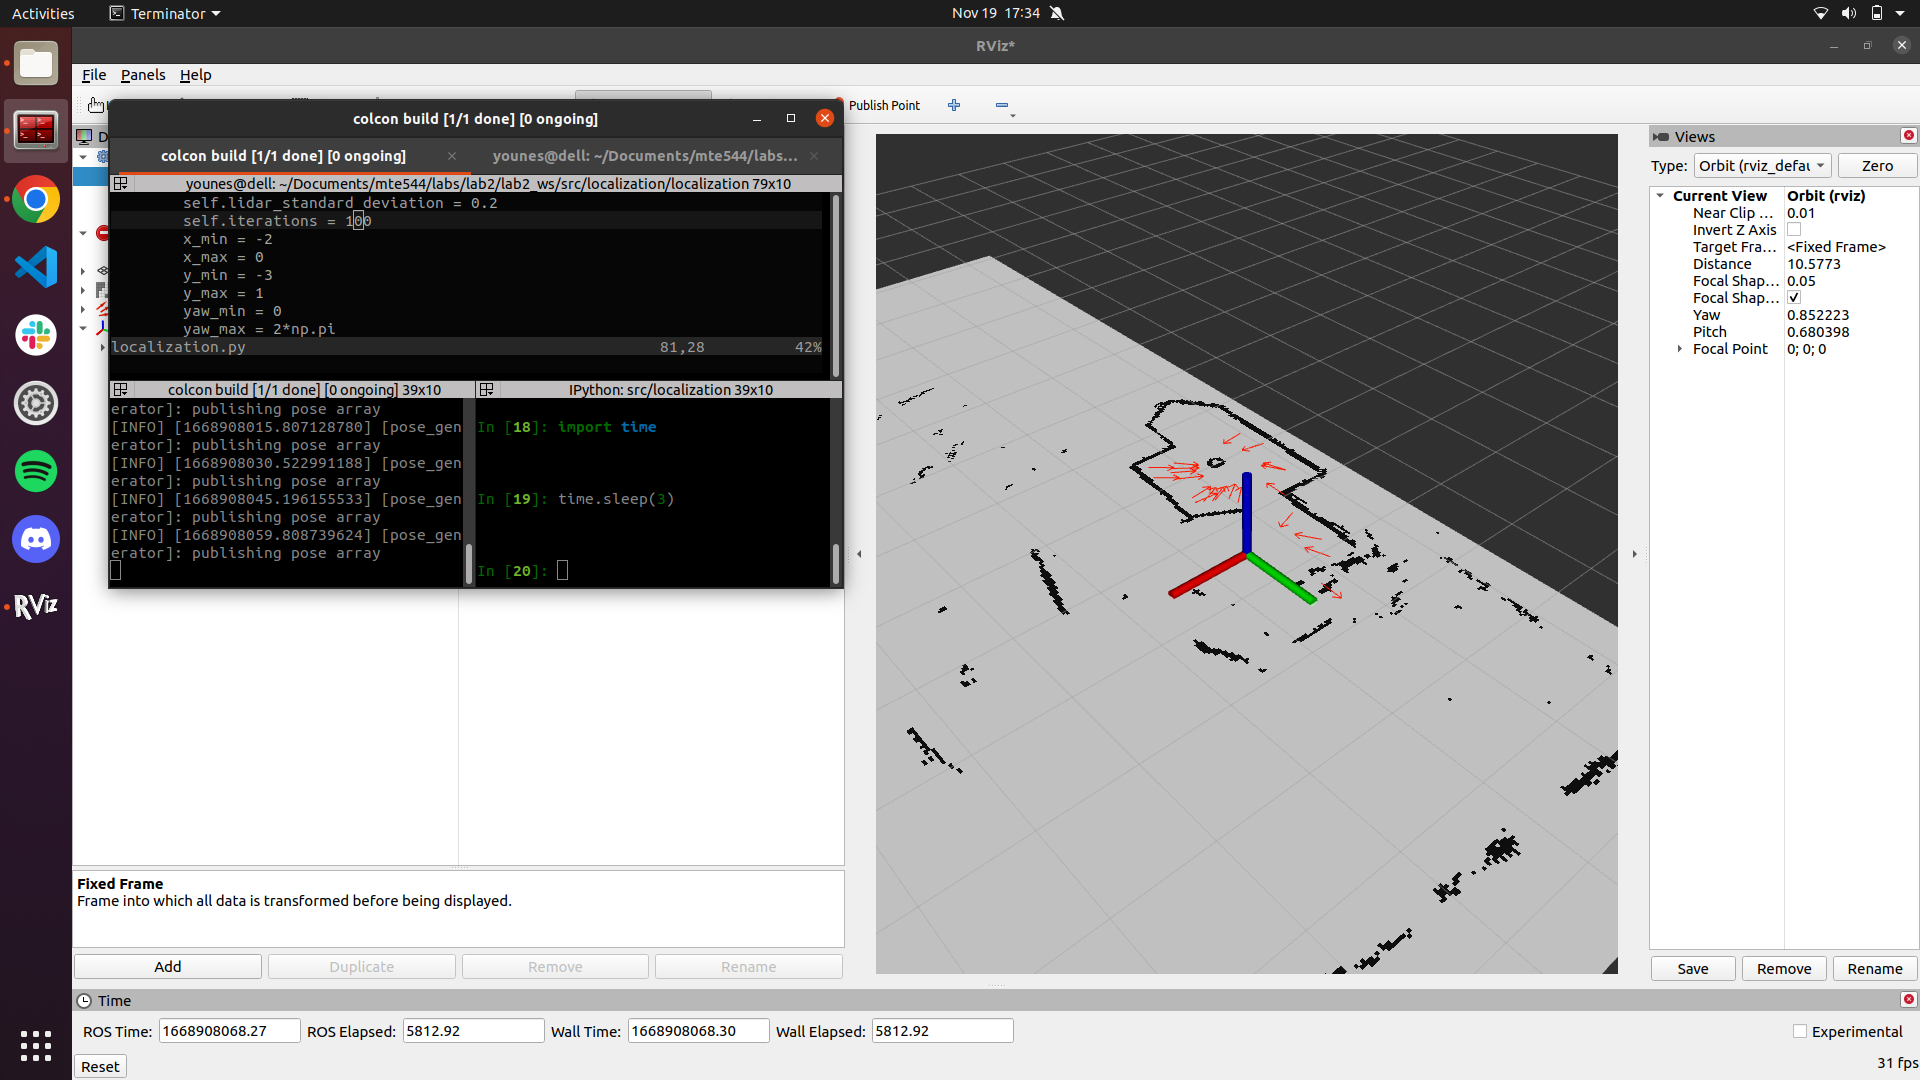 Activities
Terminator
Nov 19 17:34
RViz*
File Panels Help
Publish Point
colcon build [1/1 done] [0 ongoing]
colcon build [1/1 done] [0 ongoing]
younes@dell: ~/Documents/mte544/labs...
younes@dell: ~/Documents/mte544/labs/lab2/lab2_ws/src/localization/localization 79x10
self.lidar_standard_deviation = 0.2
self.iterations = 100
x_min = -2
x_max = 0
y_min = -3
y_max = 1
yaw_min = 0
yaw_max = 2*np.pi
localization.py 81,28 42%
colcon build [1/1 done] [0 ongoing] 39x10
erator]: publishing pose array
[INFO] [1668908015.807128780] [pose_gen
erator]: publishing pose array
[INFO] [1668908030.522991188] [pose_gen
erator]: publishing pose array
[INFO] [1668908045.196155533] [pose_gen
erator]: publishing pose array
[INFO] [1668908059.808739624] [pose_gen
erator]: publishing pose array
IPython: src/localization 39x10
In [18]: import time
In [19]: time.sleep(3)
In [20]:
D
RViz
Fixed Frame
Frame into which all data is transformed before being displayed.
Add
Duplicate
Remove
Rename
Views
Type: Orbit (rviz_defau
Zero
Current View Orbit (rviz)
Near Clip ... 0.01
Invert Z Axis
Target Fra... <Fixed Frame>
Distance 10.5773
Focal Shap... 0.05
Focal Shap...
Yaw 0.852223
Pitch 0.680398
Focal Point 0; 0; 0
Save
Remove
Rename
Time
ROS Time: 1668908068.27 ROS Elapsed: 5812.92 Wall Time: 1668908068.30 Wall Elapsed: 5812.92
Experimental
Reset
31 fps